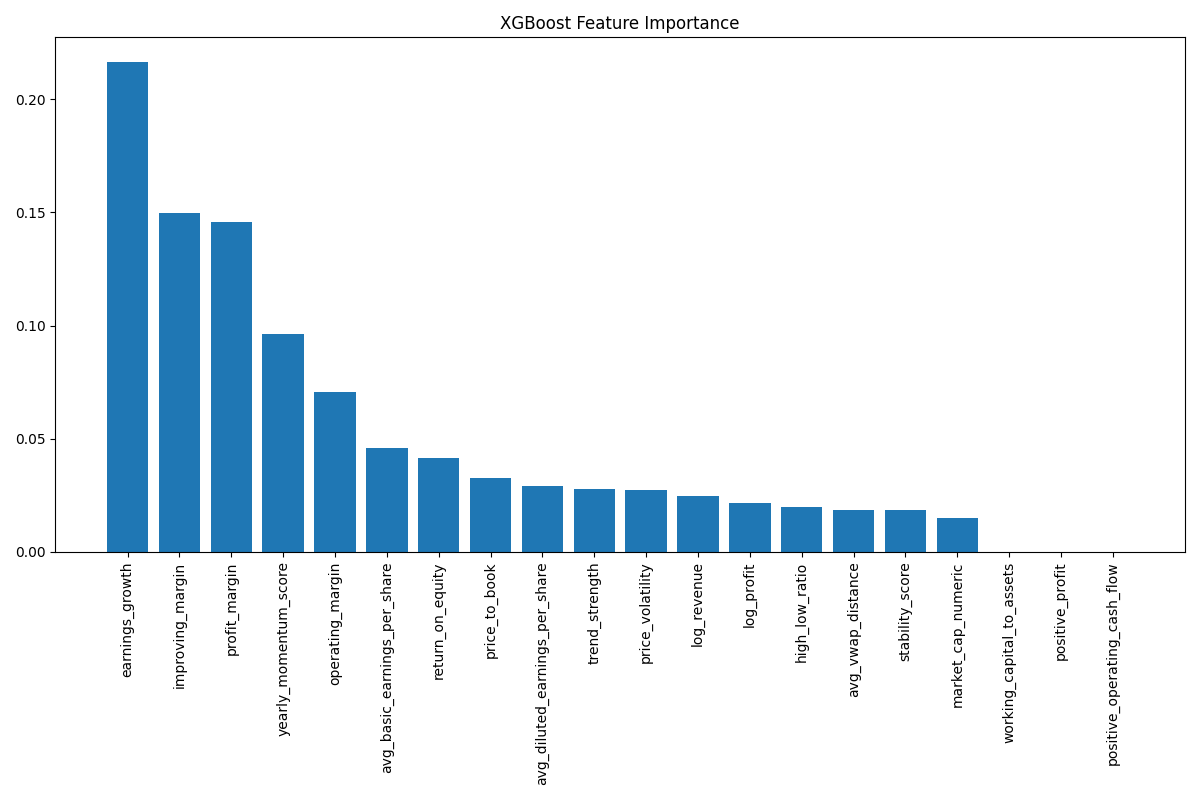 XGBoost Feature Importance
0.20
0.15
0.10
0.05
0.00
earnings_growth
improving_margin
profit_margin
yearly_momentum_score
operating_margin
avg_basic_earnings_per_share
return_on_equity
price_to_book
avg_diluted_earnings_per_share
trend_strength
price_volatility
log_revenue
log_profit
high_low_ratio
avg_vwap_distance
stability_score
market_cap_numeric
working_capital_to_assets
positive_profit
positive_operating_cash_flow